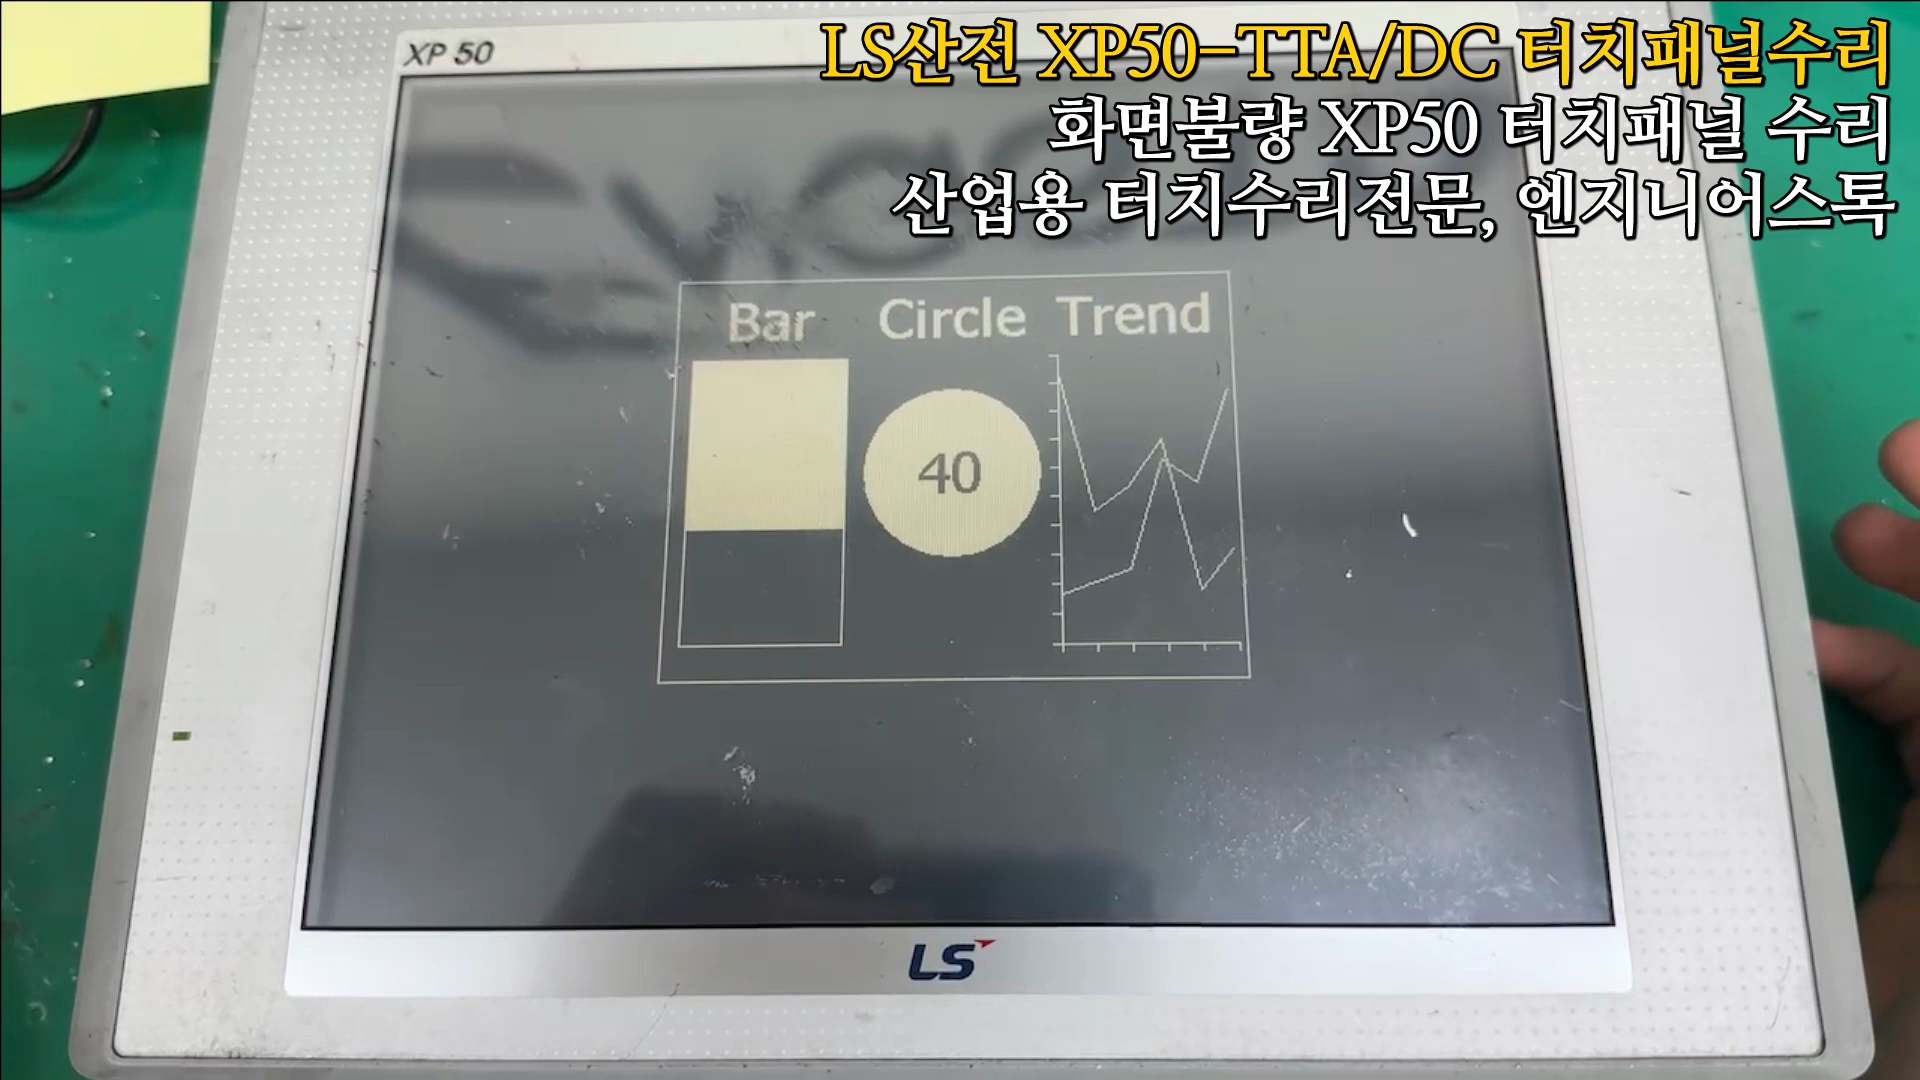 LS산전 XP50-TTA/DC 터치패널수리
화면불량 XP50 터치패널 수리
산업용 터치수리전문, 엔지니어스톡
XP 50
Bar Circle Trend
40
LS